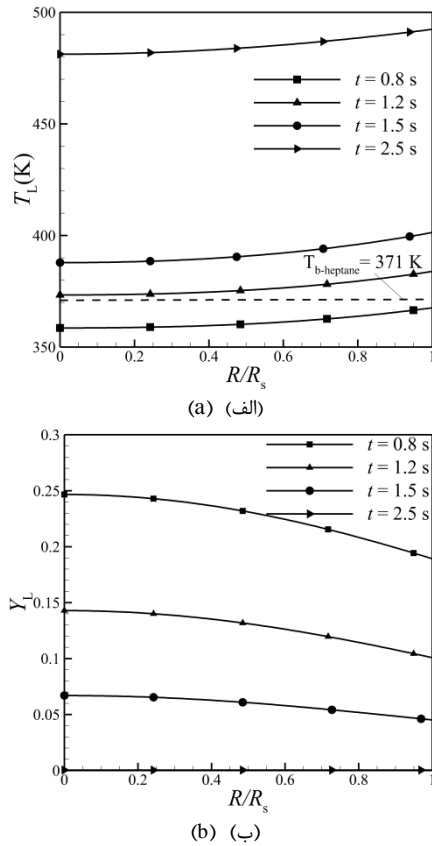 500
450
400
350
T_L(K)
t = 0.8 s
t = 1.2 s
t = 1.5 s
t = 2.5 s
T_b-heptane = 371 K
0 0.2 0.4 0.6 0.8 1
R/R_s
(a) (الف)
0.3
0.25
0.2
0.15
0.1
0.05
0
Y_L
t = 0.8 s
t = 1.2 s
t = 1.5 s
t = 2.5 s
0 0.2 0.4 0.6 0.8 1
R/R_s
(b) (ب)